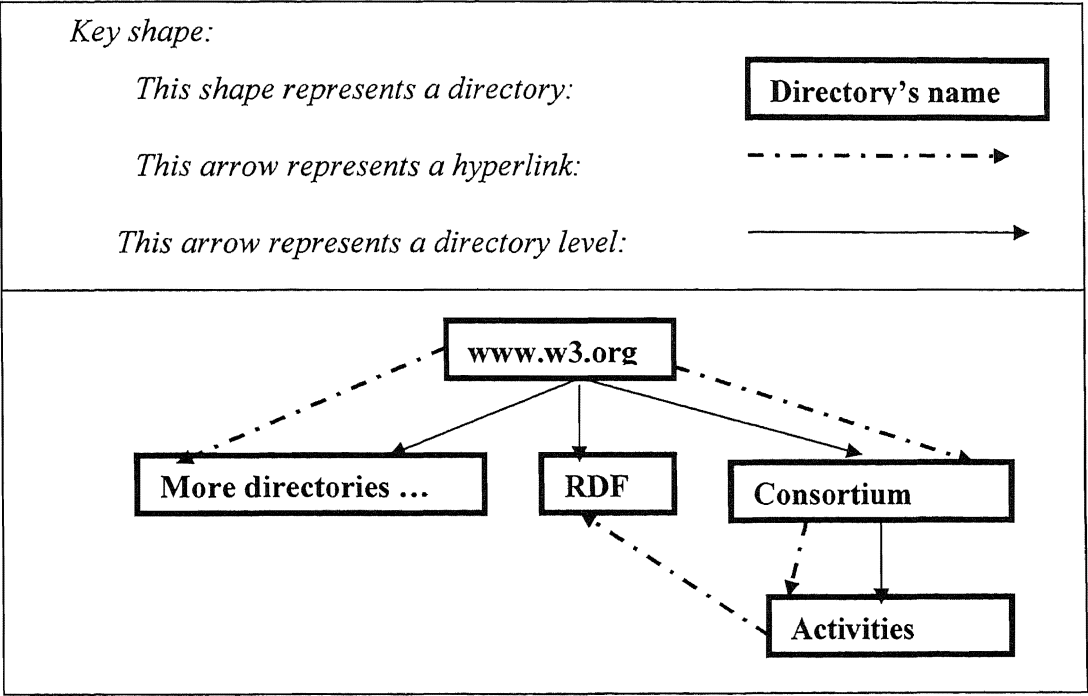 Key shape:
This shape represents a directory:
Directory's name
This arrow represents a hyperlink:
This arrow represents a directory level:
www.w3.org
More directories ...
RDF
Consortium
Activities